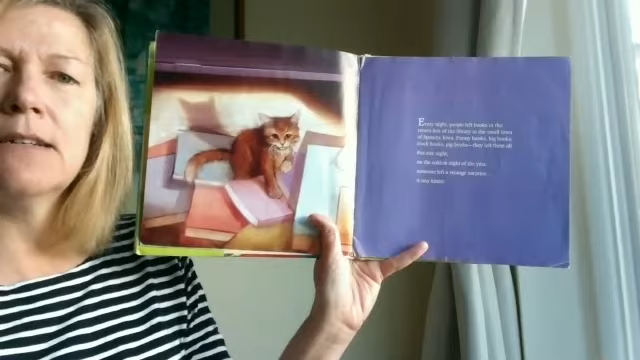 Every night, people left books in the
return box of the library in the small town
of Spencer, Iowa. Funny books, big books,
small books, pig books—they left them all.
But one night,
on the coldest night of the year,
someone left a strange surprise...
a tiny kitten.